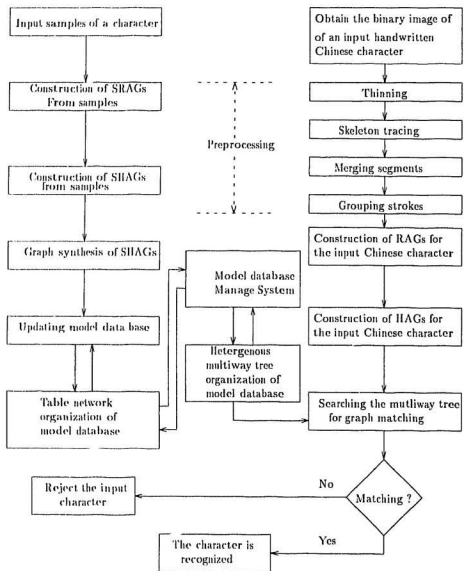 Input samples of a character
Construction of SRAGs
From samples
Construction of SHAGs
from samples
Graph synthesis of SHAGs
Updating model data base
Table network
organization of
model database
Preprocessing
Model database
Manage System
Hetergenous
multiway tree
organization of
model database
Obtain the binary image of
of an input handwritten
Chinese character
Thinning
Skeleton tracing
Merging segments
Grouping strokes
Construction of RAGs for
the input Chinese character
Construction of HAGs for
the input Chinese character
Searching the mutliway tree
for graph matching
Matching ?
No
Reject the input
character
Yes
The character is
recognized